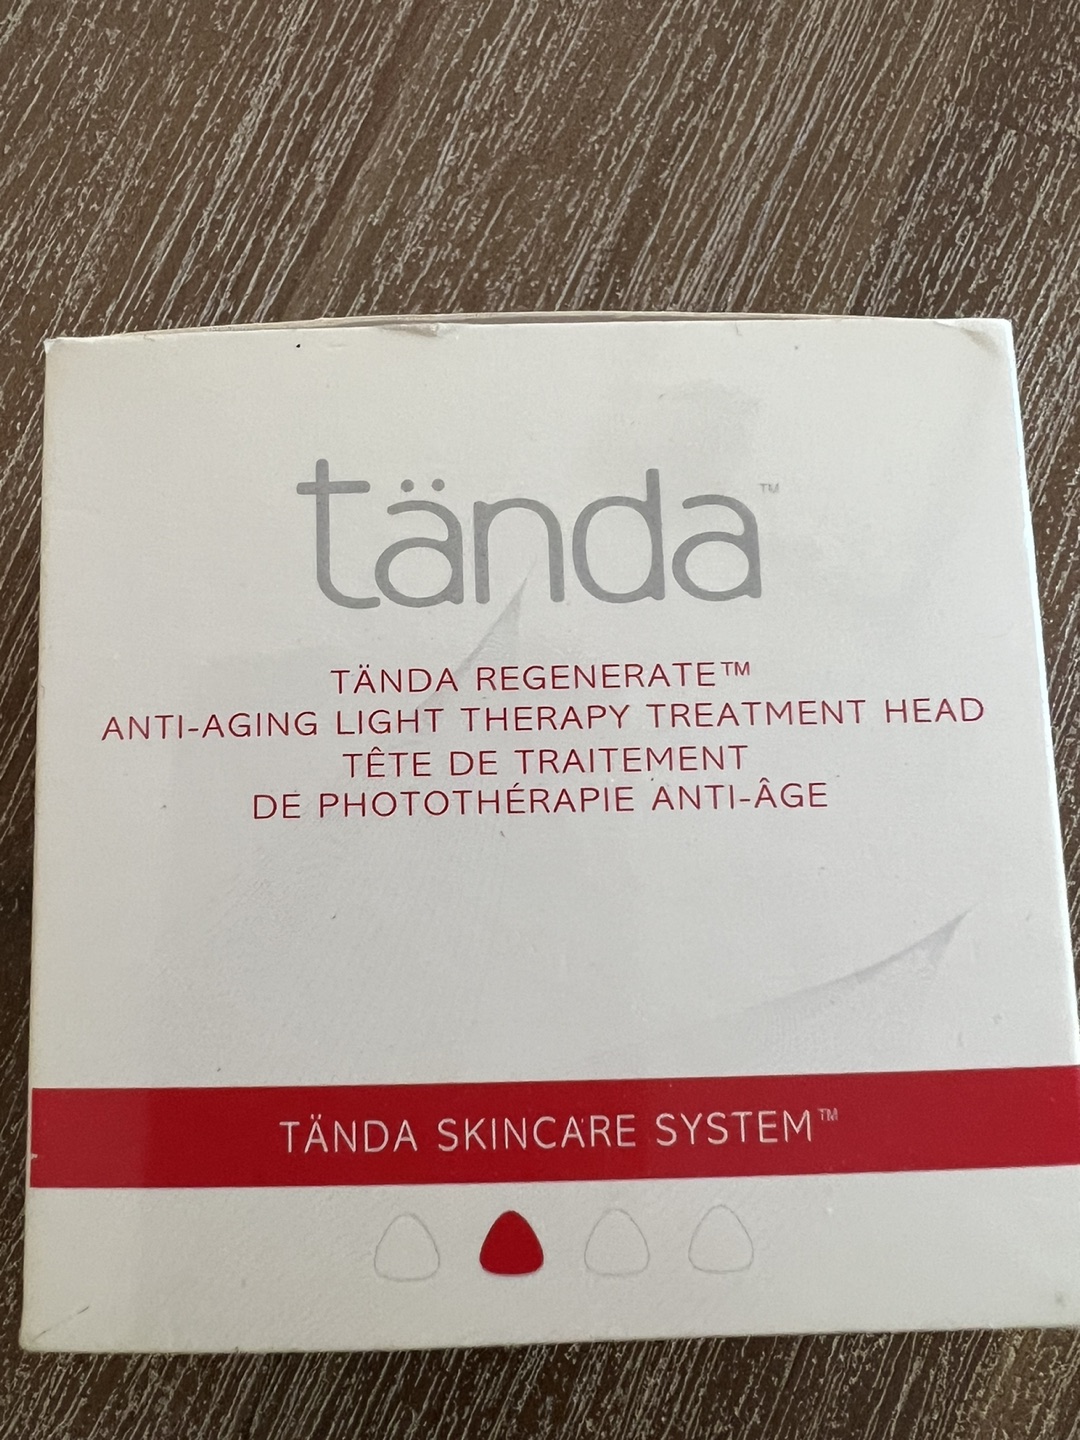 tända™
TÄNDA REGENERATE™
ANTI-AGING LIGHT THERAPY TREATMENT HEAD
TÊTE DE TRAITEMENT
DE PHOTOTHÉRAPIE ANTI-ÂGE
TÄNDA SKINCARE SYSTEM™